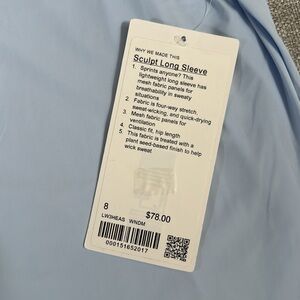 WHY WE MADE THIS
Sculpt Long Sleeve
1. Sprints anyone? This
lightweight long sleeve has
mesh fabric panels for
breathability in sweaty
situations
2. Fabric is four-way stretch,
sweat-wicking, and quick-drying
3. Mesh fabric panels for
ventilation
4. Classic fit, hip length
5. This fabric is treated with a
plant seed-based finish to help
wick sweat
8
$78.00
LW3HEAS WNDM
000151652017